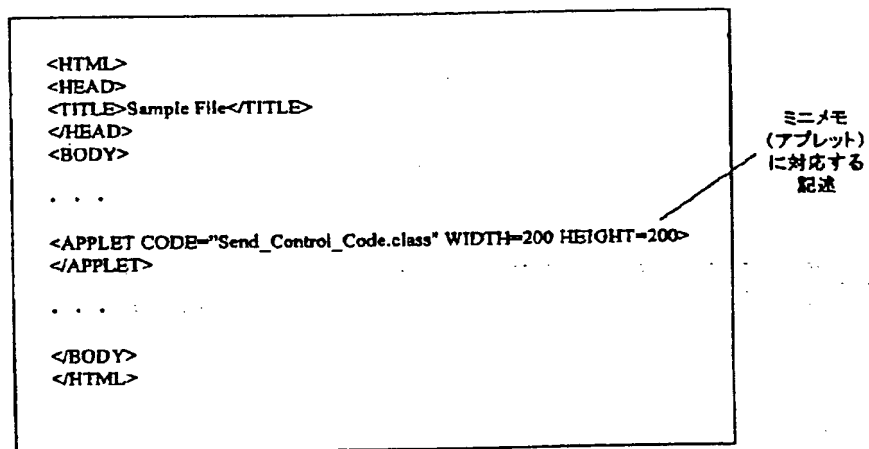 <HTML>
<HEAD>
<TITLE>Sample File</TITLE>
</HEAD>
<BODY>
. . .
<APPLET CODE="Send_Control_Code.class" WIDTH=200 HEIGHT=200>
</APPLET>
. . .
</BODY>
</HTML>
ミニメモ
(アプレット)
に対応する
記述